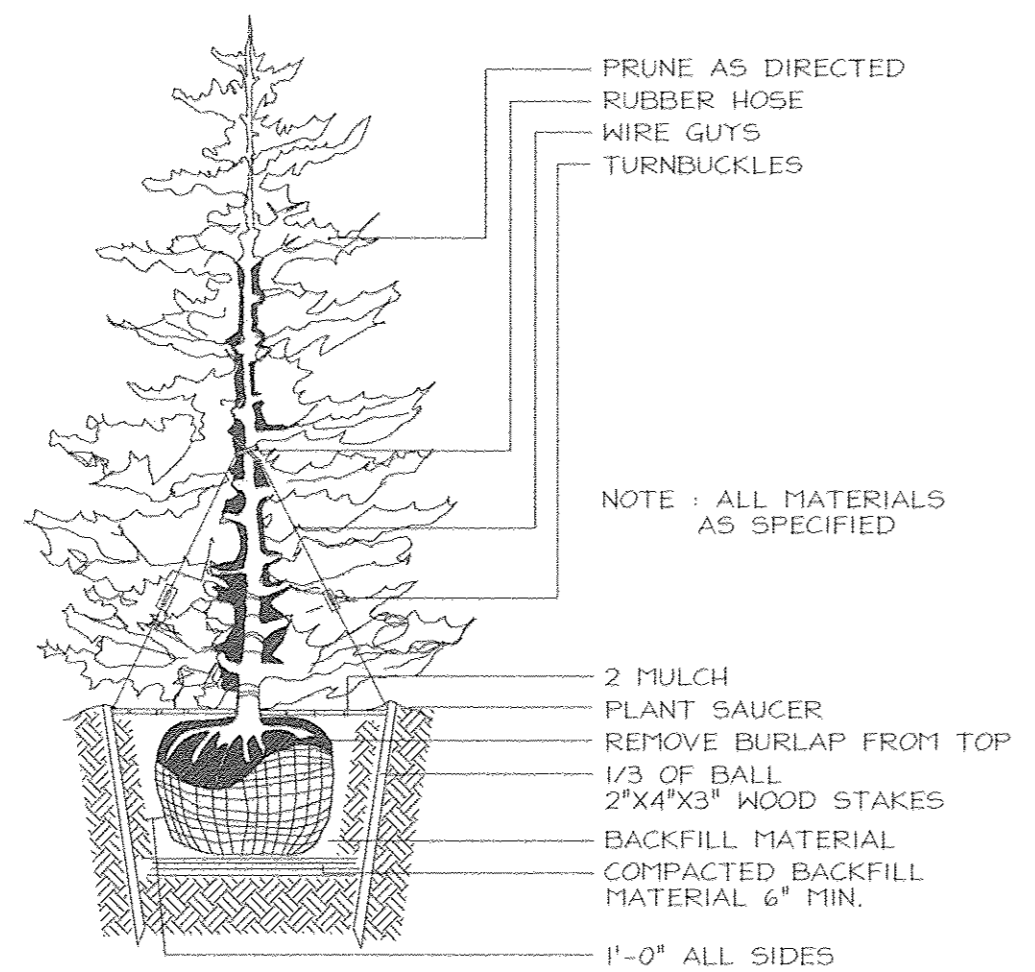 PRUNE AS DIRECTED
RUBBER HOSE
WIRE GUYS
TURNBUCKLES
NOTE : ALL MATERIALS
AS SPECIFIED
2 MULCH
PLANT SAUCER
REMOVE BURLAP FROM TOP
1/3 OF BALL
2"X4"X3" WOOD STAKES
BACKFILL MATERIAL
COMPACTED BACKFILL
MATERIAL 6" MIN.
1'-0" ALL SIDES